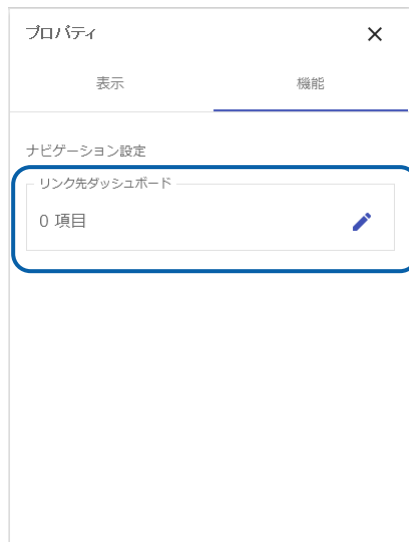 プロパティ
表示 機能
ナビゲーション設定
リンク先ダッシュボード
0 項目